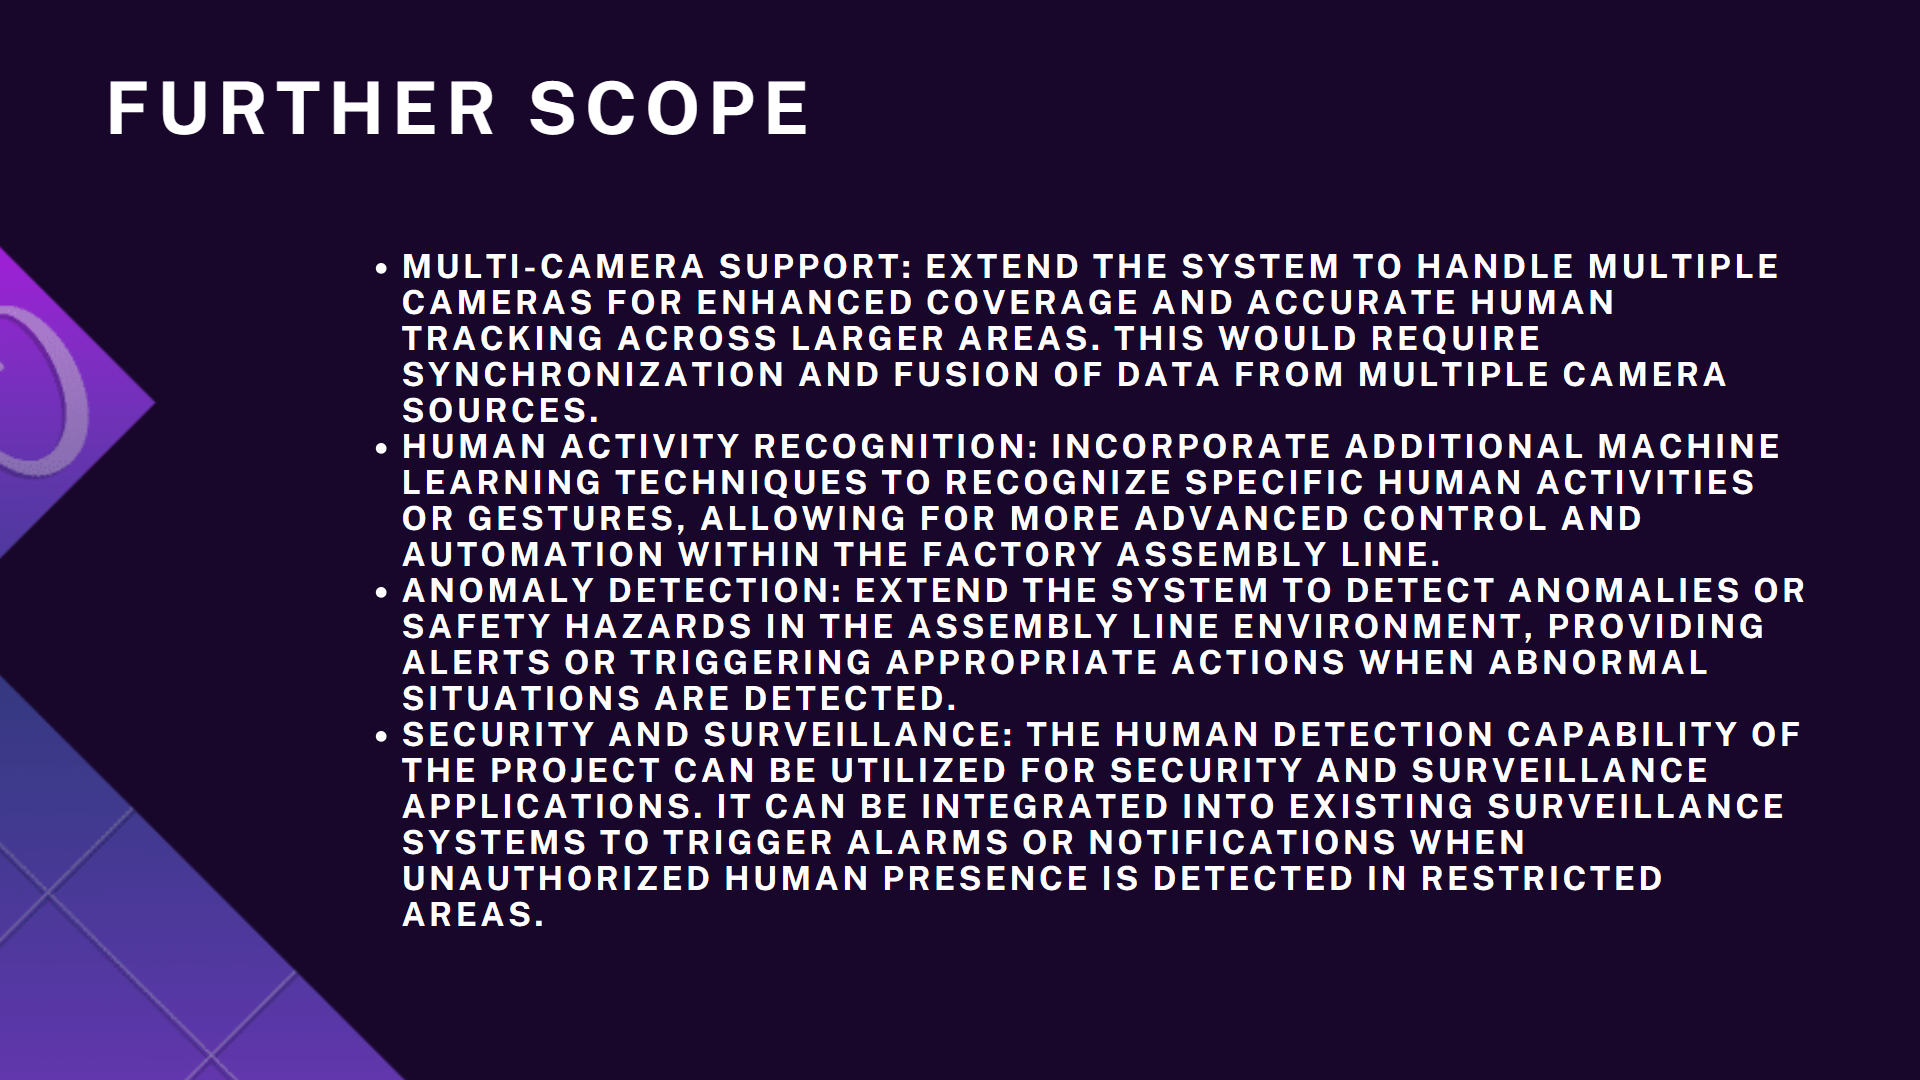 FURTHER SCOPE
• MULTI-CAMERA SUPPORT: EXTEND THE SYSTEM TO HANDLE MULTIPLE
CAMERAS FOR ENHANCED COVERAGE AND ACCURATE HUMAN
TRACKING ACROSS LARGER AREAS. THIS WOULD REQUIRE
SYNCHRONIZATION AND FUSION OF DATA FROM MULTIPLE CAMERA
SOURCES.
• HUMAN ACTIVITY RECOGNITION: INCORPORATE ADDITIONAL MACHINE
LEARNING TECHNIQUES TO RECOGNIZE SPECIFIC HUMAN ACTIVITIES
OR GESTURES, ALLOWING FOR MORE ADVANCED CONTROL AND
AUTOMATION WITHIN THE FACTORY ASSEMBLY LINE.
• ANOMALY DETECTION: EXTEND THE SYSTEM TO DETECT ANOMALIES OR
SAFETY HAZARDS IN THE ASSEMBLY LINE ENVIRONMENT, PROVIDING
ALERTS OR TRIGGERING APPROPRIATE ACTIONS WHEN ABNORMAL
SITUATIONS ARE DETECTED.
• SECURITY AND SURVEILLANCE: THE HUMAN DETECTION CAPABILITY OF
THE PROJECT CAN BE UTILIZED FOR SECURITY AND SURVEILLANCE
APPLICATIONS. IT CAN BE INTEGRATED INTO EXISTING SURVEILLANCE
SYSTEMS TO TRIGGER ALARMS OR NOTIFICATIONS WHEN
UNAUTHORIZED HUMAN PRESENCE IS DETECTED IN RESTRICTED
AREAS.